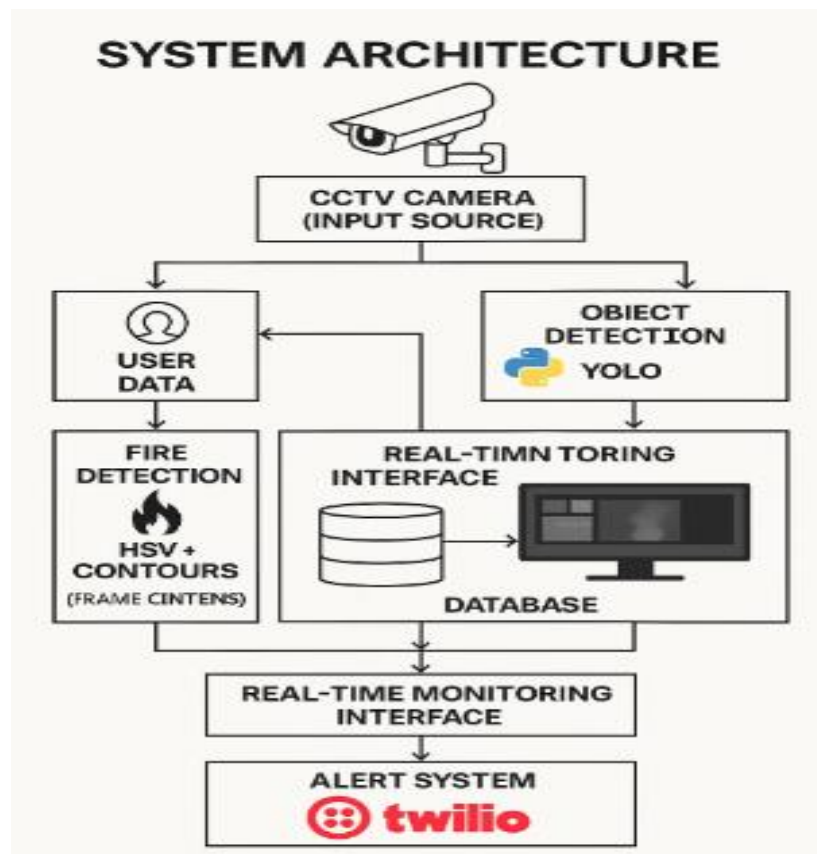 SYSTEM ARCHITECTURE
CCTV CAMERA
(INPUT SOURCE)
USER
DATA
OBIECT
DETECTION
YOLO
FIRE
DETECTION
HSV +
CONTOURS
(FRAME CINTENS)
REAL-TIMN TORING
INTERFACE
DATABASE
REAL-TIME MONITORING
INTERFACE
ALERT SYSTEM
twilio